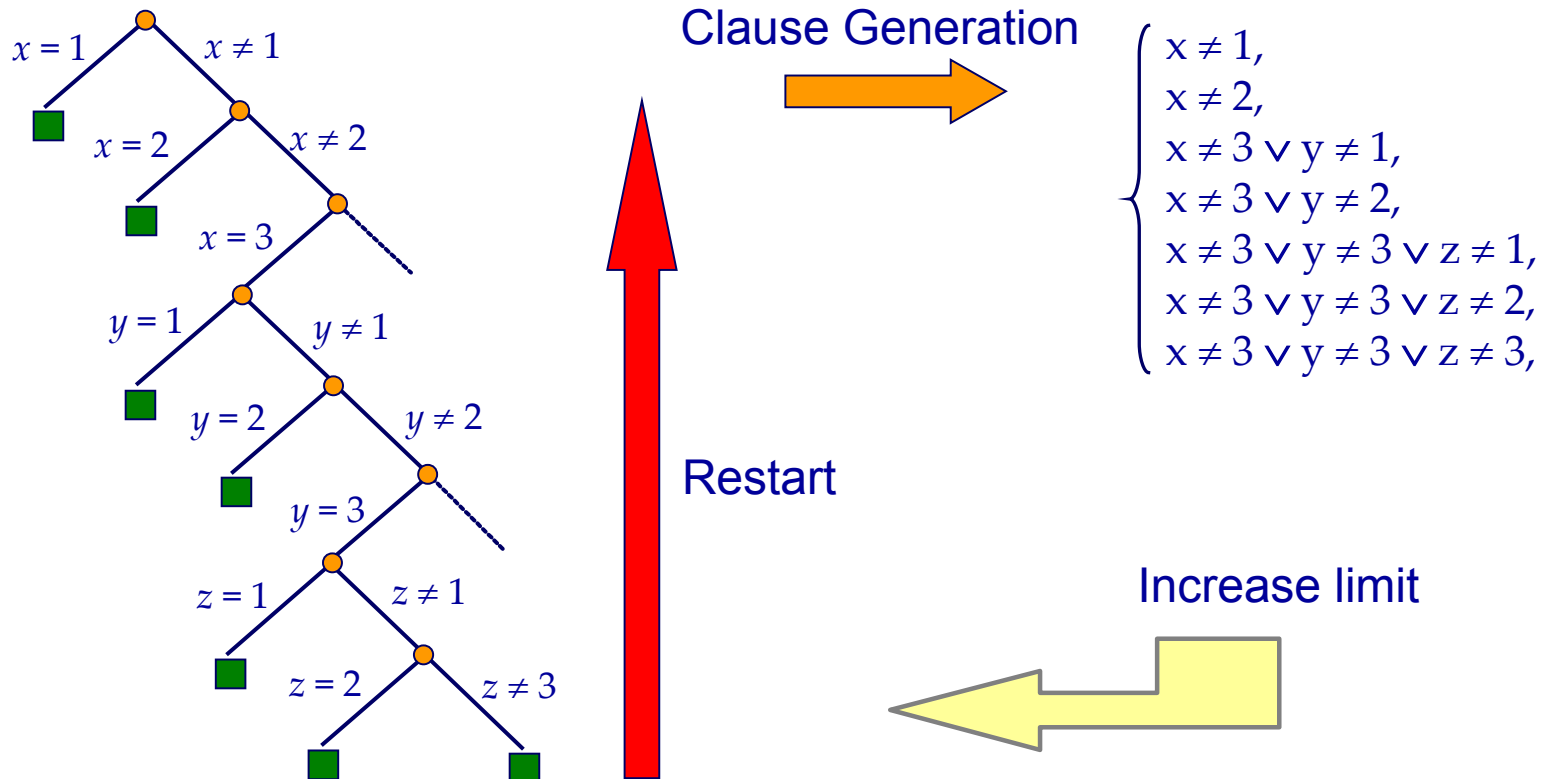 Clause Generation
x = 1
x ≠ 1
x = 2
x ≠ 2
x = 3
y = 1
y ≠ 1
y = 2
y ≠ 2
y = 3
z = 1
z ≠ 1
z = 2
z ≠ 3
Restart
x ≠ 1,
x ≠ 2,
x ≠ 3 ∨ y ≠ 1,
x ≠ 3 ∨ y ≠ 2,
x ≠ 3 ∨ y ≠ 3 ∨ z ≠ 1,
x ≠ 3 ∨ y ≠ 3 ∨ z ≠ 2,
x ≠ 3 ∨ y ≠ 3 ∨ z ≠ 3,
Increase limit